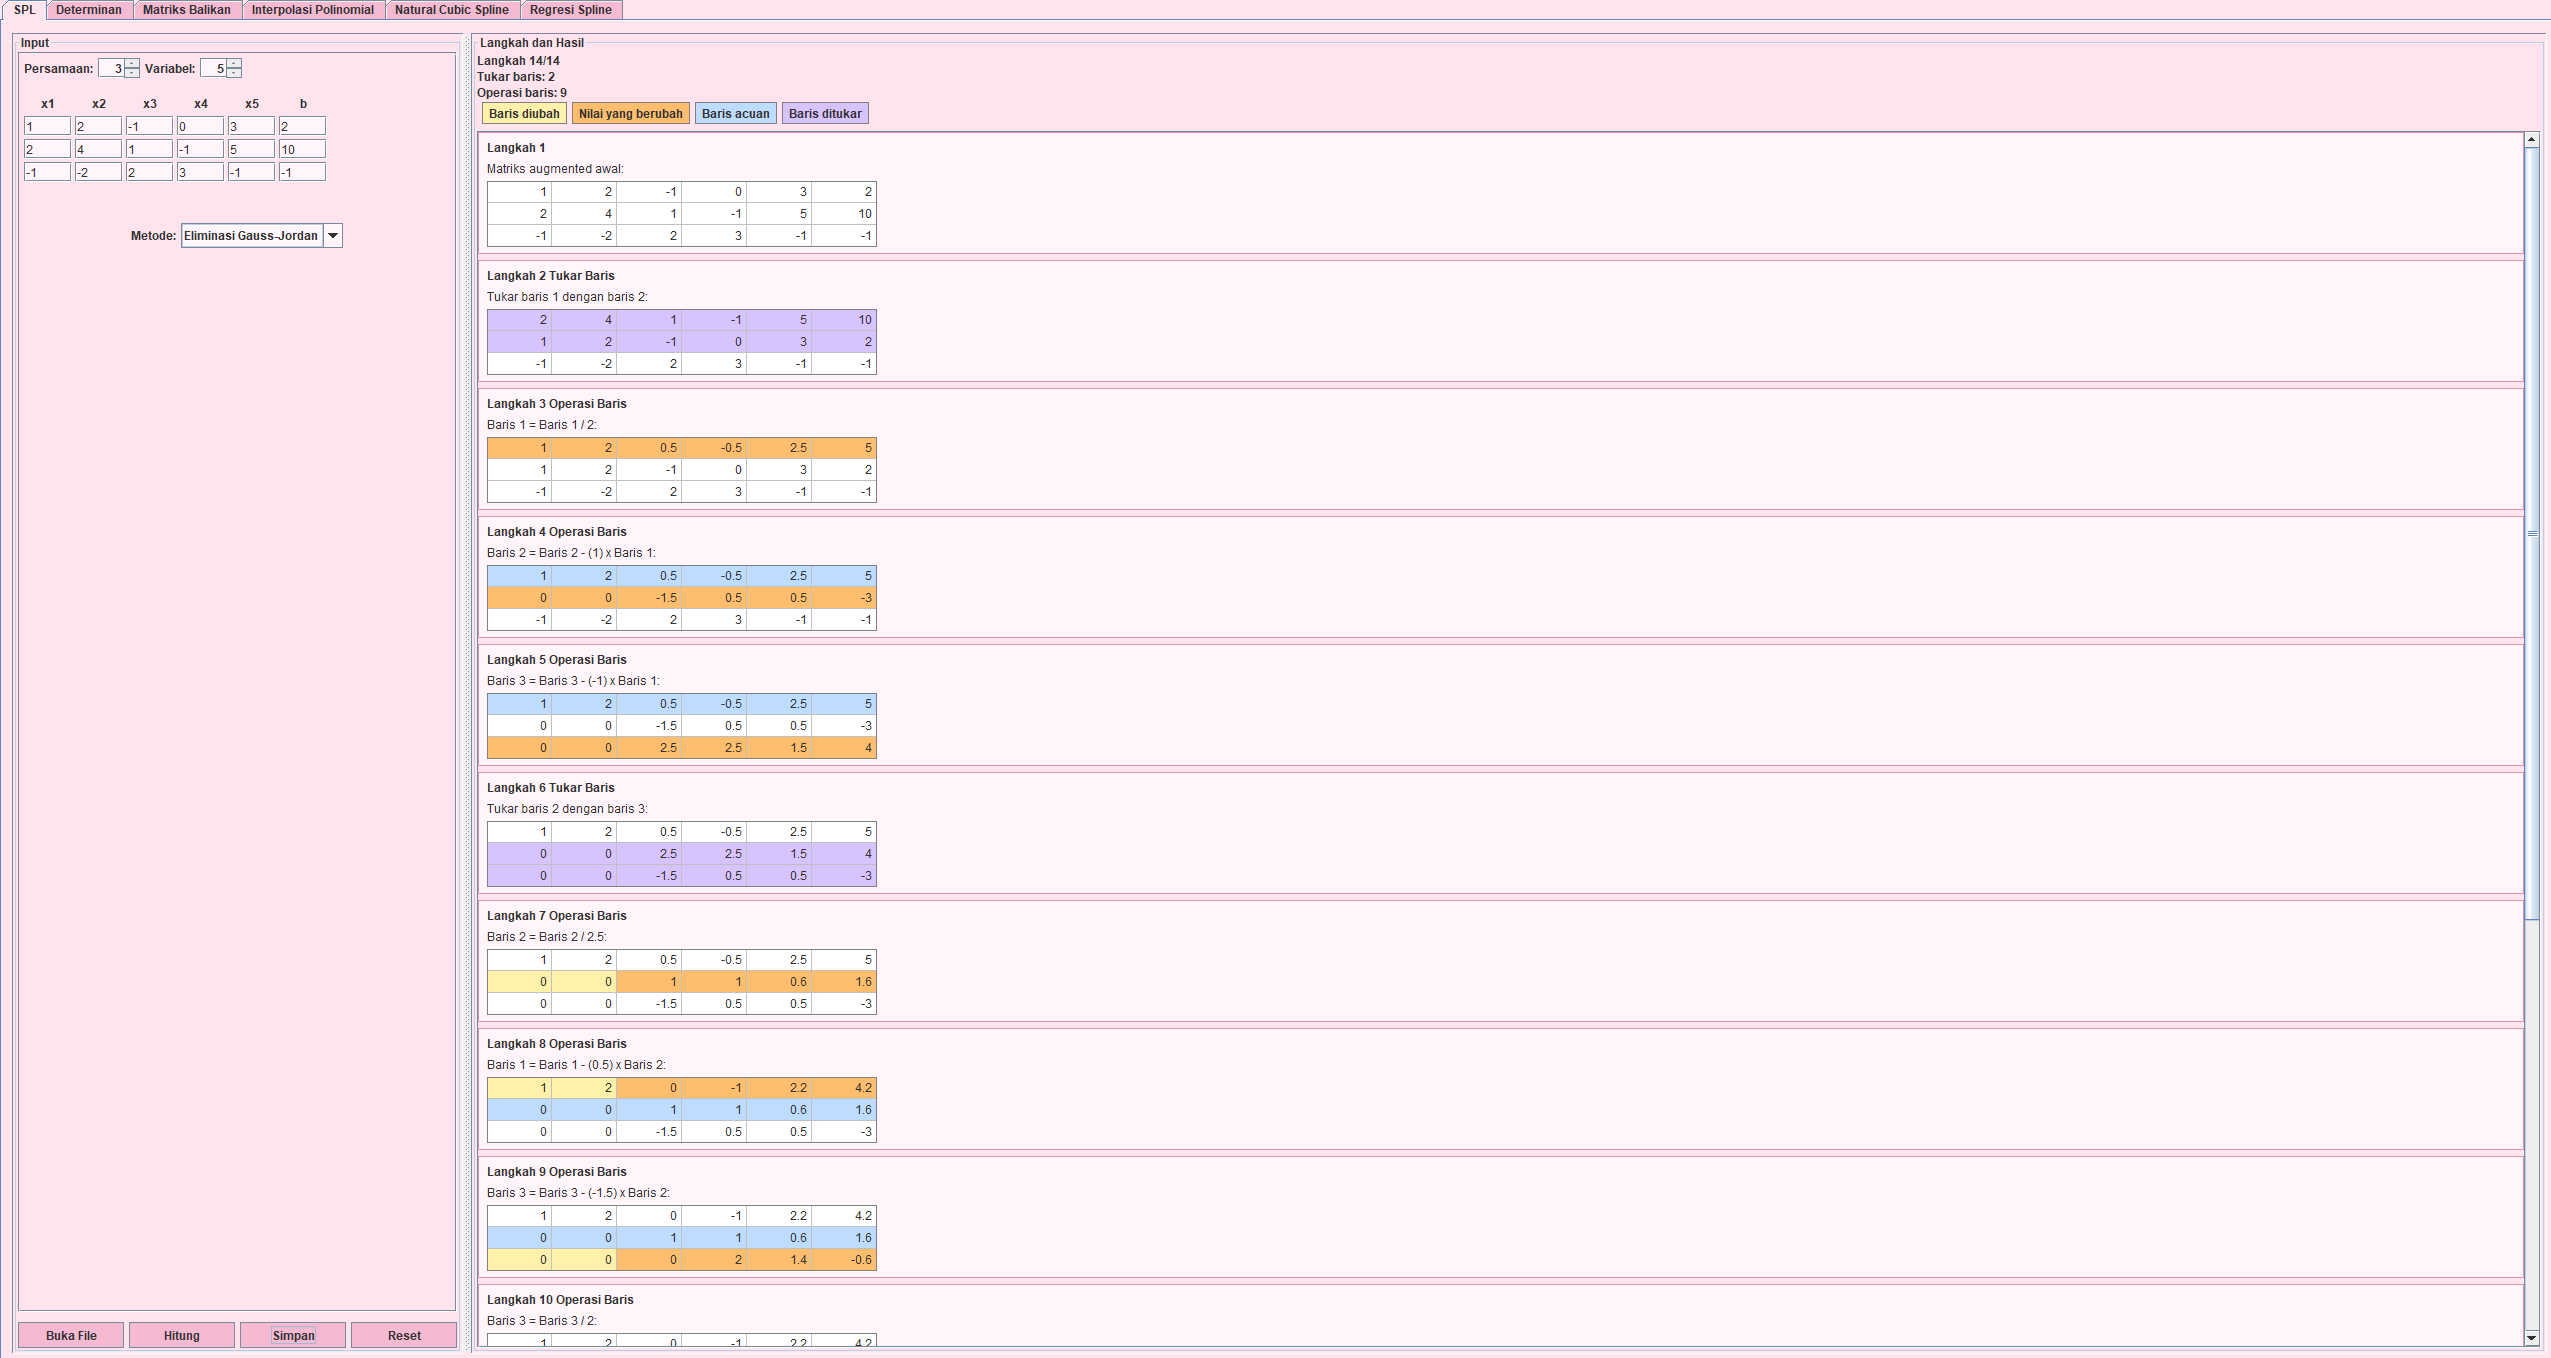 SPL Determinan Matriks Balikan Interpolasi Polinomial Natural Cubic Spline Regresi Spline
Input
Persamaan: 3 Variabel: 5
x1 x2 x3 x4 x5 b
1 2 -1 0 3 2
2 4 1 -1 5 10
-1 -2 2 3 -1 -1
Metode: Eliminasi Gauss-Jordan
Buka File Hitung Simpan Reset
Langkah dan Hasil
Langkah 14/14
Tukar baris: 2
Operasi baris: 9
Baris diubah Nilai yang berubah Baris acuan Baris ditukar
Langkah 1
Matriks augmented awal:
1 2 -1 0 3 2
2 4 1 -1 5 10
-1 -2 2 3 -1 -1
Langkah 2 Tukar Baris
Tukar baris 1 dengan baris 2:
2 4 1 -1 5 10
1 2 -1 0 3 2
-1 -2 2 3 -1 -1
Langkah 3 Operasi Baris
Baris 1 = Baris 1 / 2:
1 2 0.5 -0.5 2.5 5
1 2 -1 0 3 2
-1 -2 2 3 -1 -1
Langkah 4 Operasi Baris
Baris 2 = Baris 2 - (1) x Baris 1:
1 2 0.5 -0.5 2.5 5
0 0 -1.5 0.5 0.5 -3
-1 -2 2 3 -1 -1
Langkah 5 Operasi Baris
Baris 3 = Baris 3 - (-1) x Baris 1:
1 2 0.5 -0.5 2.5 5
0 0 -1.5 0.5 0.5 -3
0 0 2.5 2.5 1.5 4
Langkah 6 Tukar Baris
Tukar baris 2 dengan baris 3:
1 2 0.5 -0.5 2.5 5
0 0 2.5 2.5 1.5 4
0 0 -1.5 0.5 0.5 -3
Langkah 7 Operasi Baris
Baris 2 = Baris 2 / 2.5:
1 2 0.5 -0.5 2.5 5
0 0 1 1 0.6 1.6
0 0 -1.5 0.5 0.5 -3
Langkah 8 Operasi Baris
Baris 1 = Baris 1 - (0.5) x Baris 2:
1 2 0 -1 2.2 4.2
0 0 1 1 0.6 1.6
0 0 -1.5 0.5 0.5 -3
Langkah 9 Operasi Baris
Baris 3 = Baris 3 - (-1.5) x Baris 2:
1 2 0 -1 2.2 4.2
0 0 1 1 0.6 1.6
0 0 0 2 1.4 -0.6
Langkah 10 Operasi Baris
Baris 3 = Baris 3 / 2:
1 2 0 -1 2.2 4.2